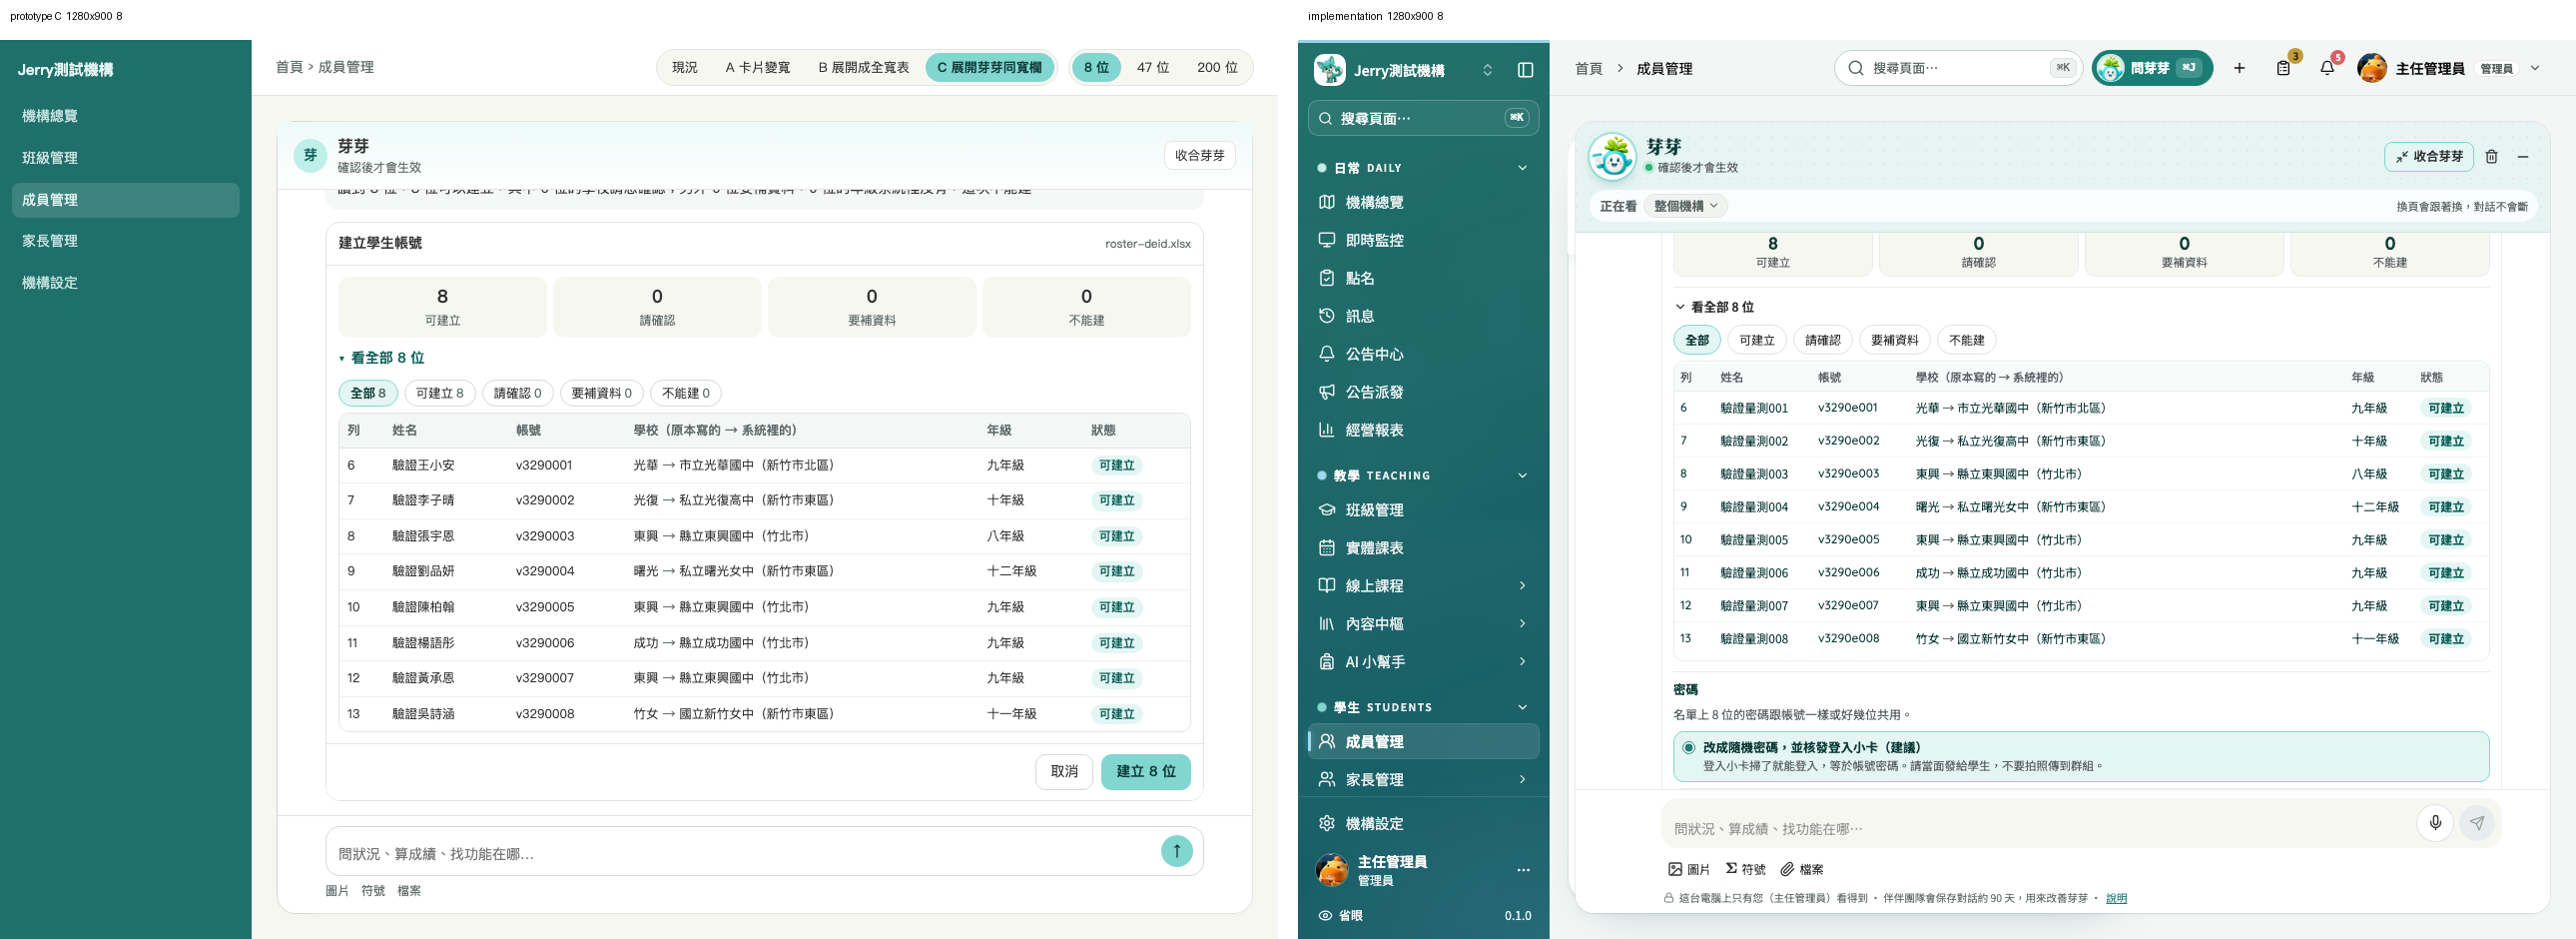 prototype C 1280x900 8
Jerry測試機構
機構總覽
班級管理
成員管理
家長管理
機構設定
首頁 > 成員管理
現況 A 卡片變寬 B 展開成全寬表 C 展開芽芽同寬欄
8 位 47 位 200 位
芽
芽芽
確認後才會生效
收合芽芽
建立學生帳號
roster-deid.xlsx
8 0 0 0
可建立 請確認 要補資料 不能建
▾ 看全部 8 位
全部 8 可建立 8 請確認 0 要補資料 0 不能建 0
列 姓名 帳號 學校（原本寫的 → 系統裡的） 年級 狀態
6 驗證王小安 v3290001 光華 → 市立光華國中（新竹市北區） 九年級 可建立
7 驗證李子晴 v3290002 光復 → 私立光復高中（新竹市東區） 十年級 可建立
8 驗證張宇恩 v3290003 東興 → 縣立東興國中（竹北市） 八年級 可建立
9 驗證劉品妍 v3290004 曙光 → 私立曙光女中（新竹市東區） 十二年級 可建立
10 驗證陳柏翰 v3290005 東興 → 縣立東興國中（竹北市） 九年級 可建立
11 驗證楊語彤 v3290006 成功 → 縣立成功國中（竹北市） 九年級 可建立
12 驗證黃承恩 v3290007 東興 → 縣立東興國中（竹北市） 九年級 可建立
13 驗證吳詩涵 v3290008 竹女 → 國立新竹女中（新竹市東區） 十一年級 可建立
取消 建立 8 位
問狀況、算成績、找功能在哪...
↑
圖片 符號 檔案
implementation 1280x900 8
Jerry測試機構
搜尋頁面… ⌘K
日常 DAILY
機構總覽
即時監控
點名
訊息
公告中心
公告派發
經營報表
教學 TEACHING
班級管理
實體課表
線上課程
內容中樞
AI 小幫手
學生 STUDENTS
成員管理
家長管理
機構設定
主任管理員
管理員
省眼 0.1.0
首頁 > 成員管理
搜尋頁面… ⌘K
問芽芽 ⌘J
3
5
主任管理員 管理員
芽芽
確認後才會生效
收合芽芽
正在看 整個機構
換頁會跟著換，對話不會斷
8 0 0 0
可建立 請確認 要補資料 不能建
看全部 8 位
全部 可建立 請確認 要補資料 不能建
列 姓名 帳號 學校（原本寫的 → 系統裡的） 年級 狀態
6 驗證量測001 v3290e001 光華 → 市立光華國中（新竹市北區） 九年級 可建立
7 驗證量測002 v3290e002 光復 → 私立光復高中（新竹市東區） 十年級 可建立
8 驗證量測003 v3290e003 東興 → 縣立東興國中（竹北市） 八年級 可建立
9 驗證量測004 v3290e004 曙光 → 私立曙光女中（新竹市東區） 十二年級 可建立
10 驗證量測005 v3290e005 東興 → 縣立東興國中（竹北市） 九年級 可建立
11 驗證量測006 v3290e006 成功 → 縣立成功國中（竹北市） 九年級 可建立
12 驗證量測007 v3290e007 東興 → 縣立東興國中（竹北市） 九年級 可建立
13 驗證量測008 v3290e008 竹女 → 國立新竹女中（新竹市東區） 十一年級 可建立
密碼
名單上 8 位的密碼跟帳號一樣或好幾位共用。
改成隨機密碼，並核發登入小卡（建議）
登入小卡掃了就能登入，等於帳號密碼。請當面發給學生，不要拍照傳到群組。
問狀況、算成績、找功能在哪…
圖片 Σ 符號 檔案
這台電腦上只有您（主任管理員）看得到 · 伴伴團隊會保存對話約 90 天，用來改善芽芽 · 說明